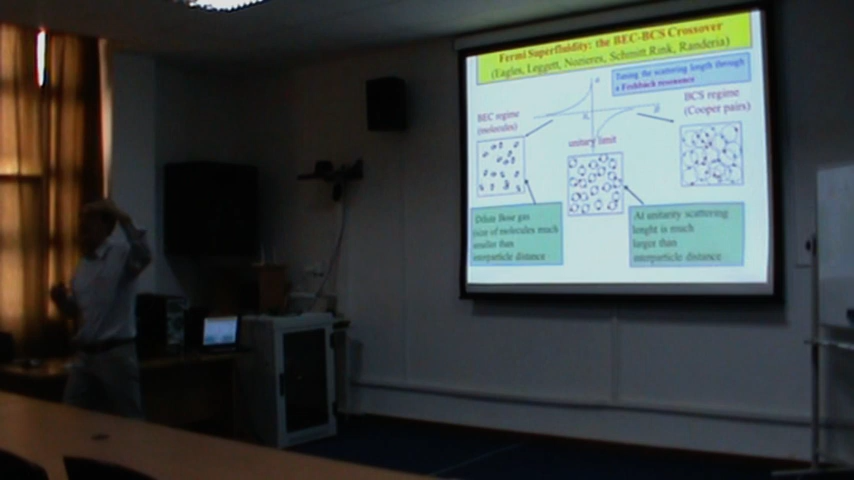 Fermi Superfluidity: the BEC-BCS Crossover
(Eagles, Leggett, Nozieres, Schmitt Rink, Randeria)
Tuning the scattering length through
a Feshbach resonance
BEC regime
(molecules)
BCS regime
(Cooper pairs)
a
B
unitary limit
Dilute Bose gas
(size of molecules much
smaller than
interparticle distance
At unitarity scattering
lenght is much
larger than
interparticle distance